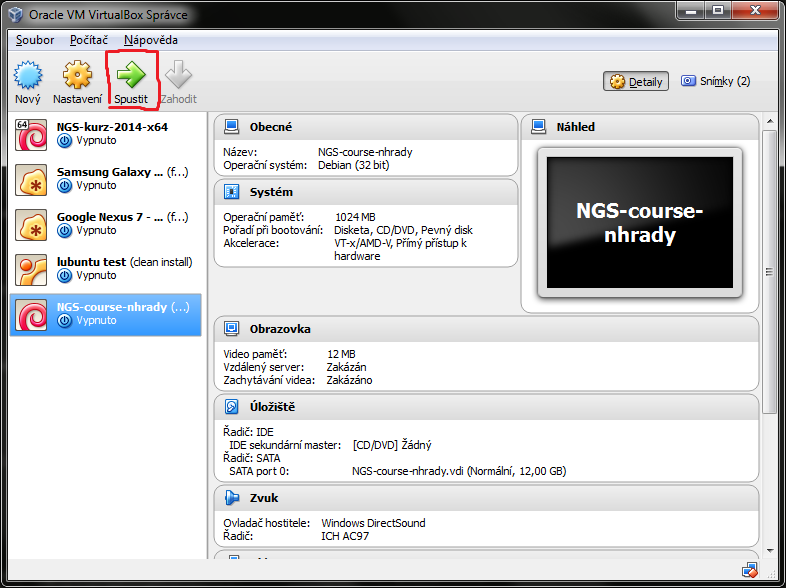 Oracle VM VirtualBox Správce
Soubor Počítač Nápověda
Nový Nastavení Spustit Zahodit
Detaily Snímky (2)
64
NGS-kurz-2014-x64
Vypnuto
Samsung Galaxy ... (f...)
Vypnuto
Google Nexus 7 - ... (f...)
Vypnuto
lubuntu test (clean install)
Vypnuto
NGS-course-nhrady (...)
Vypnuto
Obecné
Název: NGS-course-nhrady
Operační systém: Debian (32 bit)
Systém
Operační paměť: 1024 MB
Pořadí při bootování: Disketa, CD/DVD, Pevný disk
Akcelerace: VT-x/AMD-V, Přímý přístup k
hardware
Náhled
NGS-course-
nhrady
Obrazovka
Video paměť: 12 MB
Vzdálený server: Zakázán
Zachytávání videa: Zakázáno
Úložiště
Řadič: IDE
IDE sekundární master: [CD/DVD] Žádný
Řadič: SATA
SATA port 0: NGS-course-nhrady.vdi (Normální, 12,00 GB)
Zvuk
Ovladač hostitele: Windows DirectSound
Řadič: ICH AC97